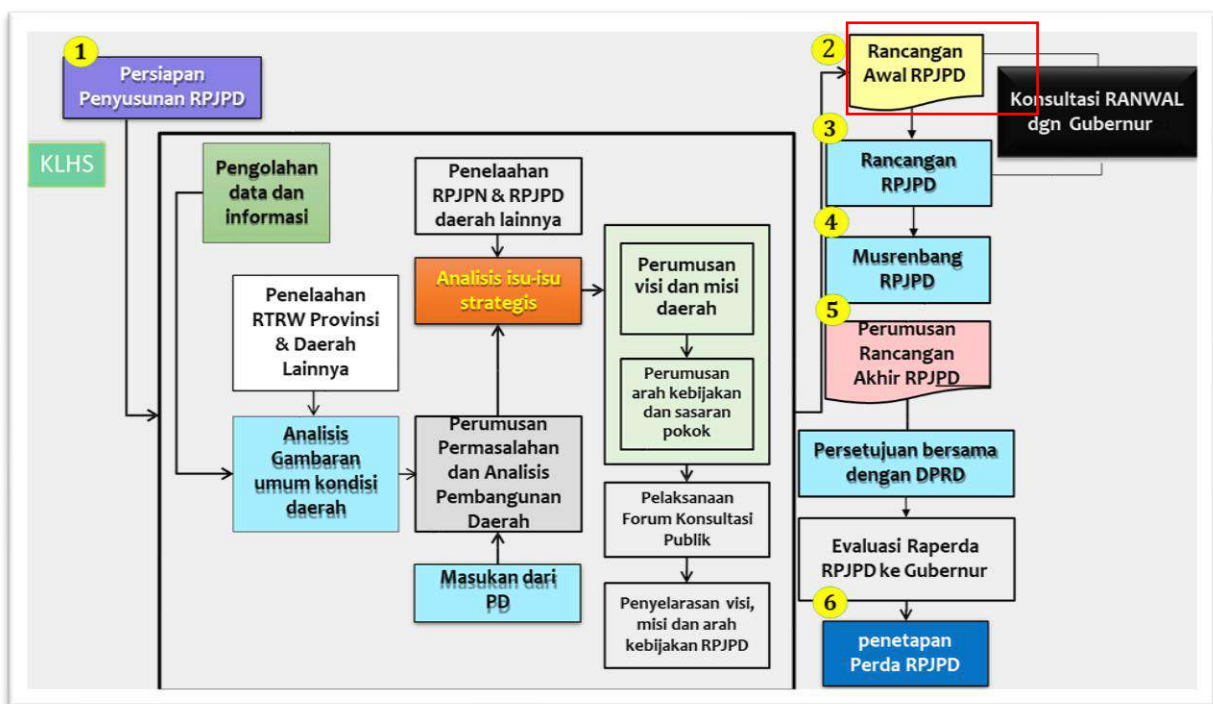 1
Persiapan
Penyusunan RPJPD
KLHS
Pengolahan
data dan
informasi
Penelaahan
RTRW Provinsi
& Daerah
Lainnya
Analisis
Gambaran
umum kondisi
daerah
Penelaahan
RPJPN & RPJPD
daerah lainnya
Analisis isu-isu
strategis
Perumusan
Permasalahan
dan Analisis
Pembangunan
Daerah
Masukan dari
PD
Perumusan
visi dan misi
daerah
Perumusan
arah kebijakan
dan sasaran
pokok
Pelaksanaan
Forum Konsultasi
Publik
Penyelarasan visi,
misi dan arah
kebijakan RPJPD
2
Rancangan
Awal RPJPD
Konsultasi RANWAL
dgn Gubernur
3
Rancangan
RPJPD
4
Musrenbang
RPJPD
5
Perumusan
Rancangan
Akhir RPJPD
Persetujuan bersama
dengan DPRD
Evaluasi Raperda
RPJPD ke Gubernur
6
penetapan
Perda RPJPD